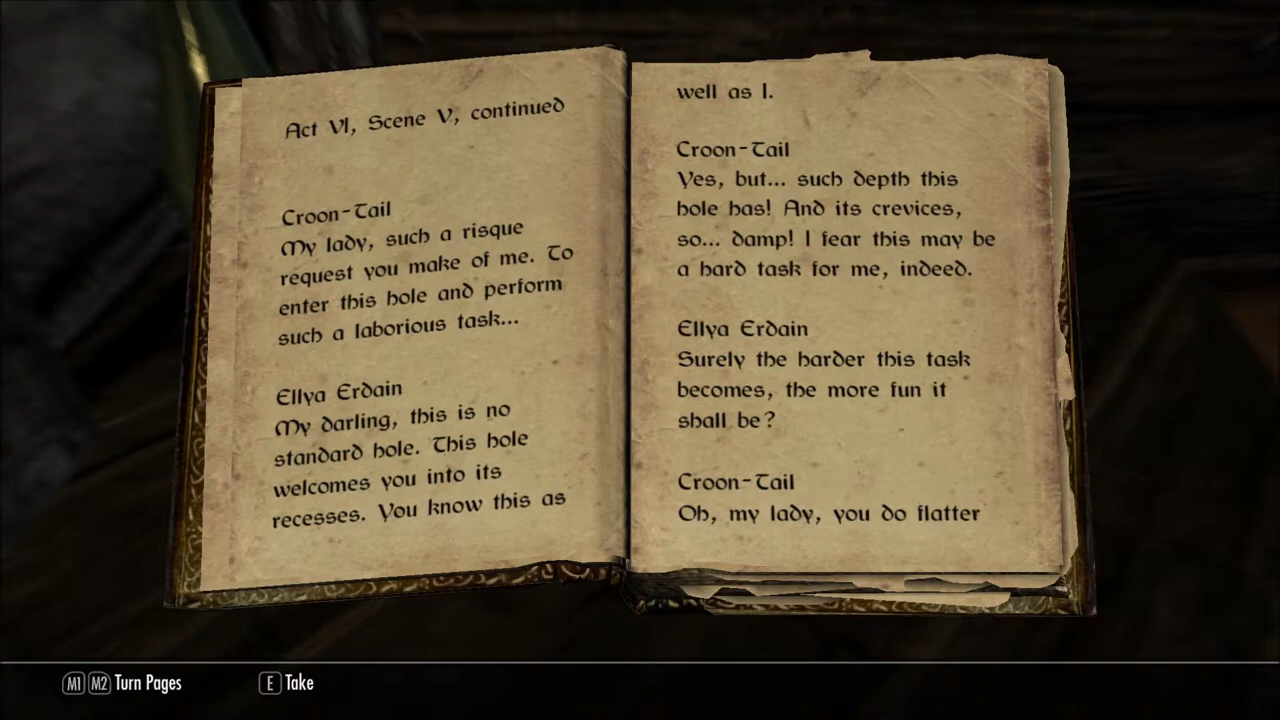 Act VI, Scene V, continued
Croon-Tail
My lady, such a risque
request you make of me. To
enter this hole and perform
such a laborious task...
Ellya Erdain
My darling, this is no
standard hole. This hole
welcomes you into its
recesses. You know this as
well as I.
Croon-Tail
Yes, but... such depth this
hole has! And its crevices,
so... damp! I fear this may be
a hard task for me, indeed.
Ellya Erdain
Surely the harder this task
becomes, the more fun it
shall be?
Croon-Tail
Oh, my lady, you do flatter
M1 M2 Turn Pages
E Take